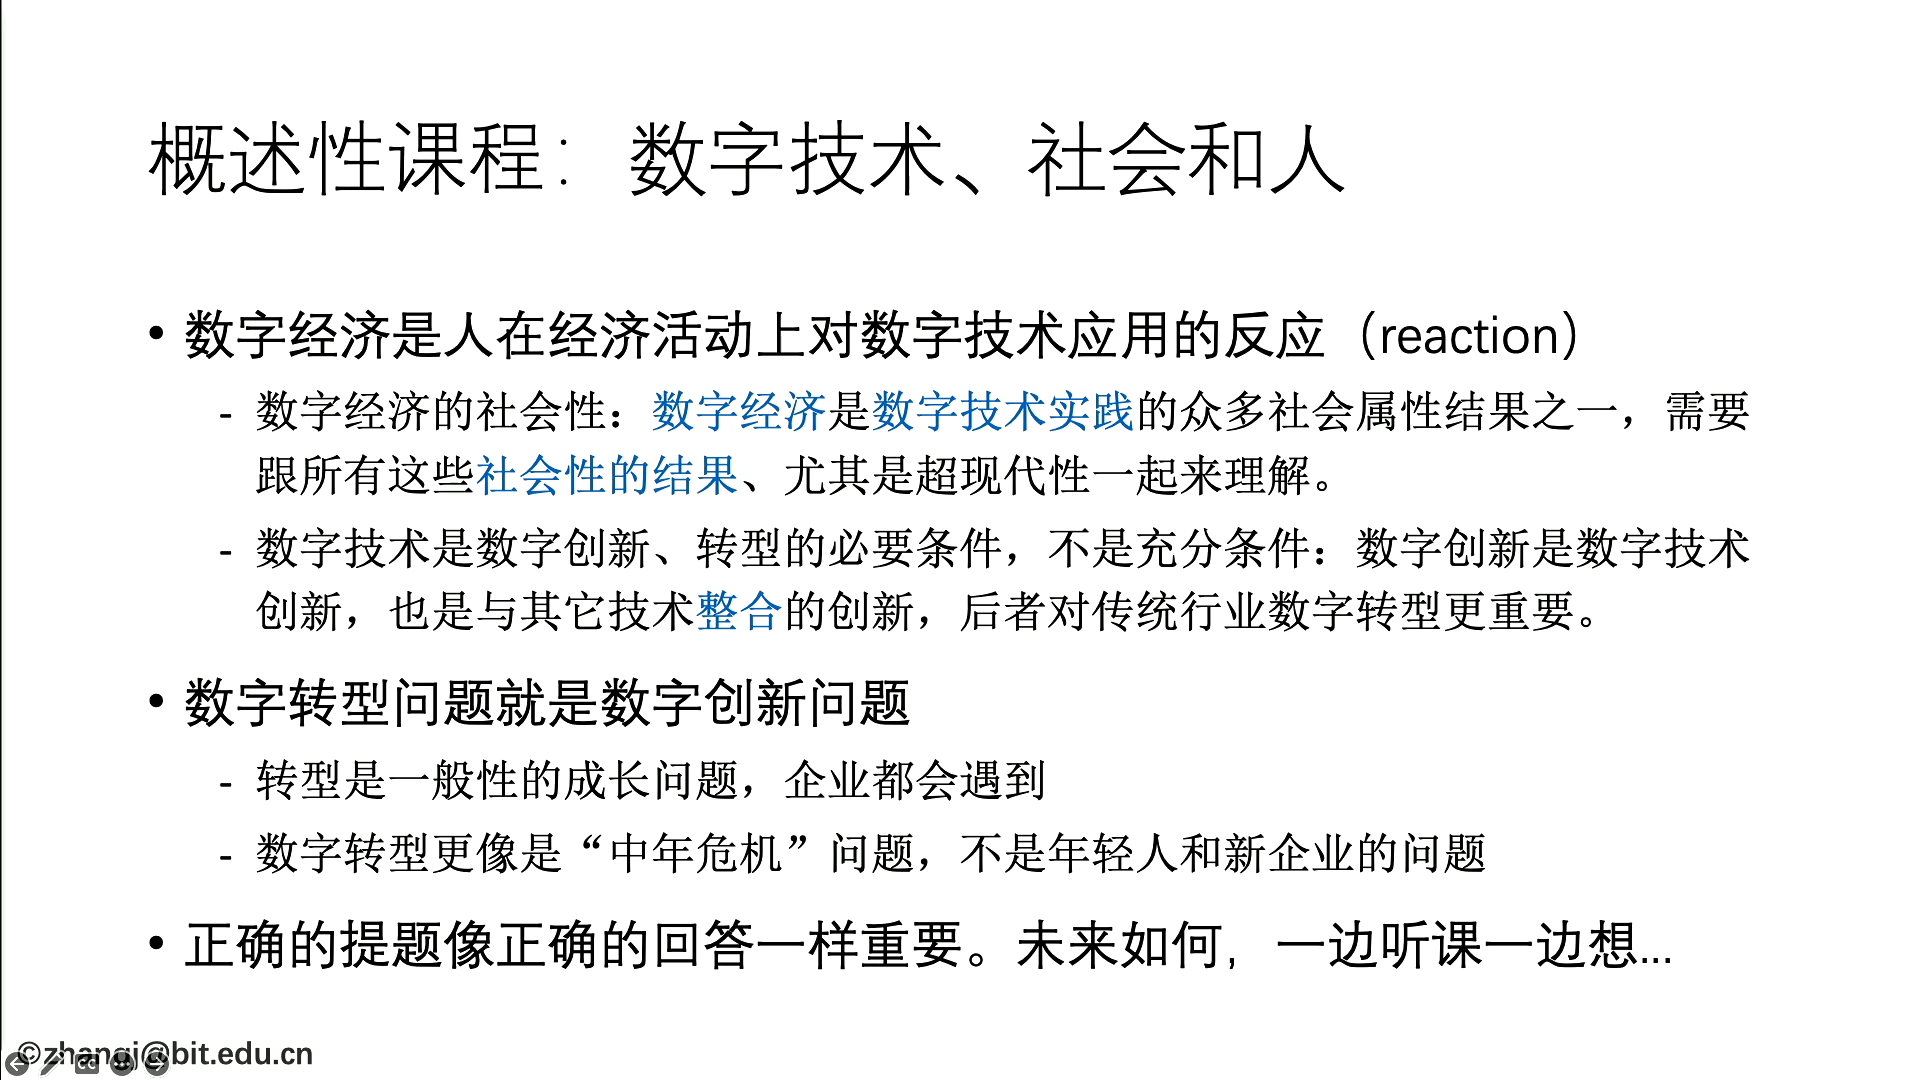 概述性课程： 数字技术、社会和人
• 数字经济是人在经济活动上对数字技术应用的反应（reaction）
- 数字经济的社会性：数字经济是数字技术实践的众多社会属性结果之一，需要
跟所有这些社会性的结果、尤其是超现代性一起来理解。
- 数字技术是数字创新、转型的必要条件，不是充分条件：数字创新是数字技术
创新，也是与其它技术整合的创新，后者对传统行业数字转型更重要。
• 数字转型问题就是数字创新问题
- 转型是一般性的成长问题，企业都会遇到
- 数字转型更像是“中年危机”问题，不是年轻人和新企业的问题
• 正确的提题像正确的回答一样重要。未来如何，一边听课一边想...
©zhangj@bit.edu.cn
CC